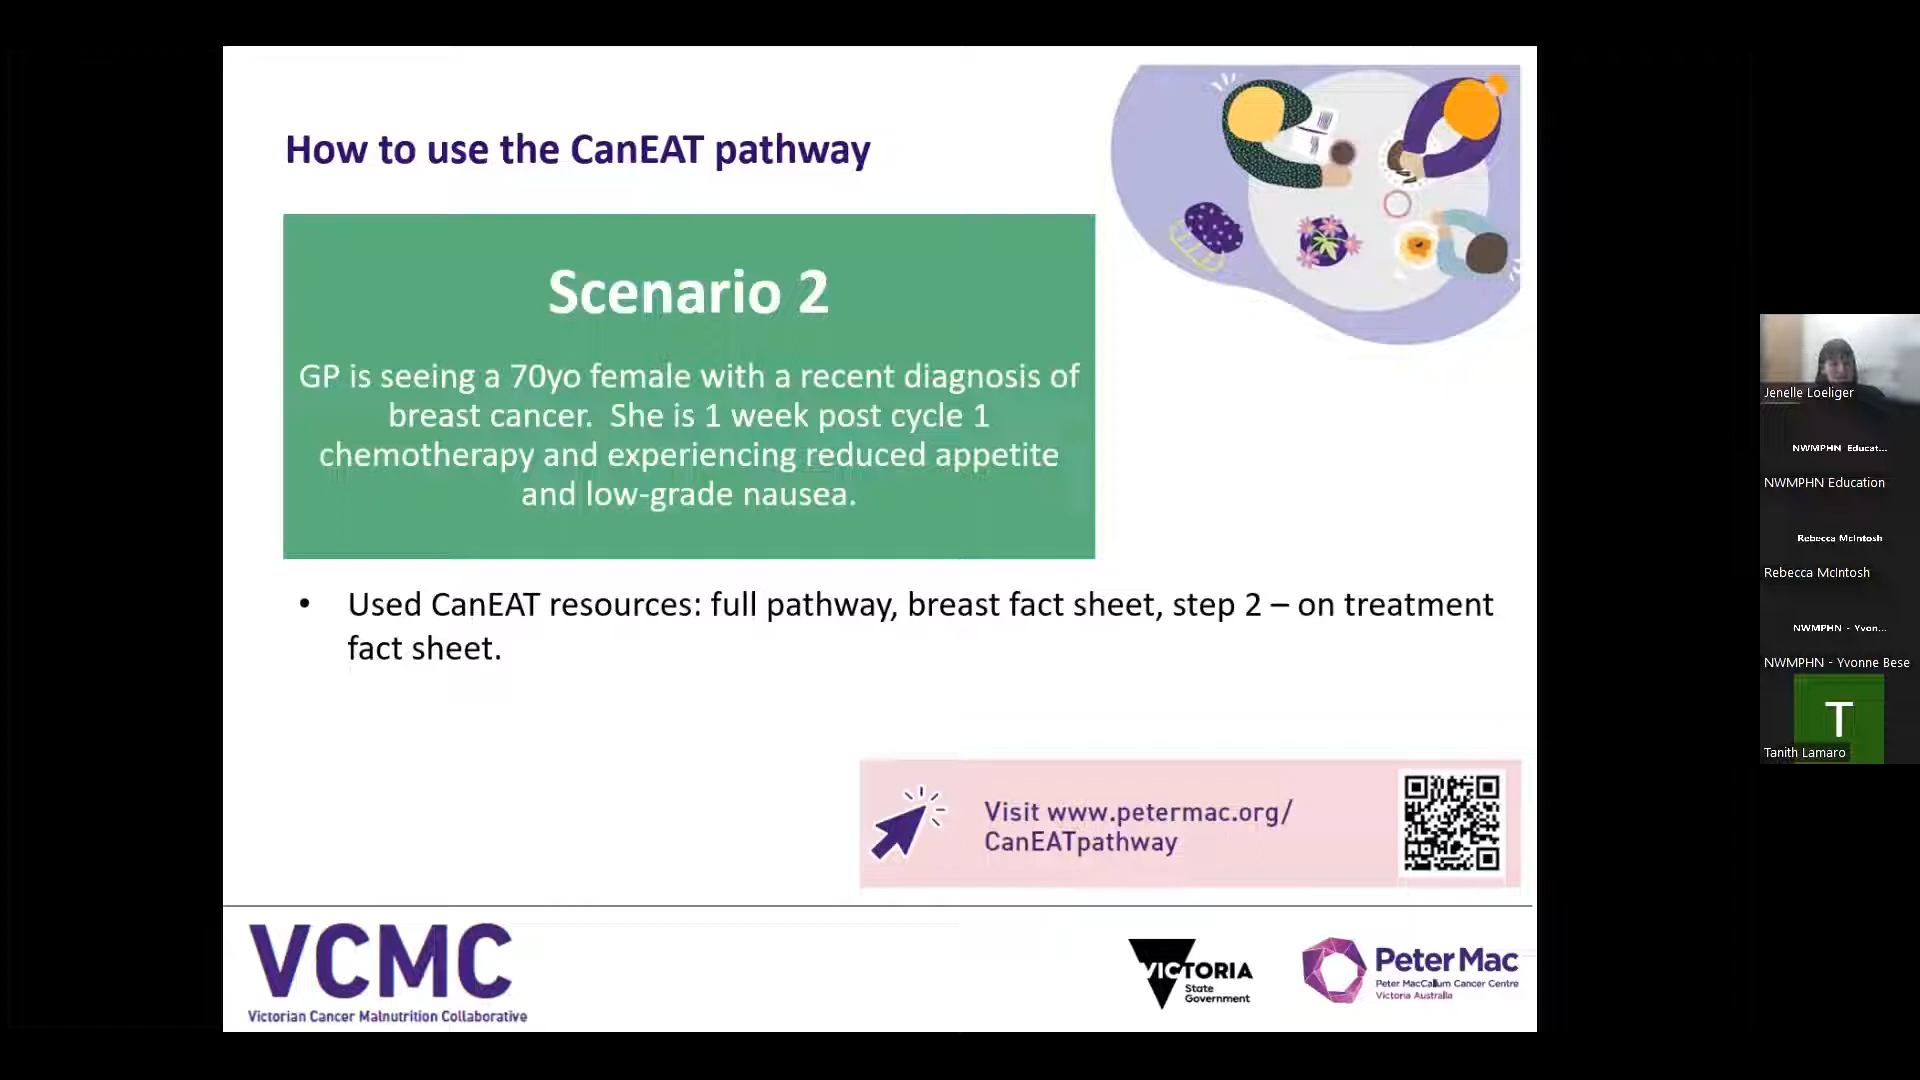 How to use the CanEAT pathway
Scenario 2
GP is seeing a 70yo female with a recent diagnosis of
breast cancer.  She is 1 week post cycle 1
chemotherapy and experiencing reduced appetite
and low-grade nausea.
• Used CanEAT resources: full pathway, breast fact sheet, step 2 – on treatment
fact sheet.
Visit www.petermac.org/
CanEATpathway
VCMC
Victorian Cancer Malnutrition Collaborative
VICTORIA
State
Government
Peter Mac
Peter MacCallum Cancer Centre
Victoria Australia
Jenelle Loeliger
NWMPHN Educat...
NWMPHN Education
Rebecca McIntosh
Rebecca McIntosh
NWMPHN - Yvon...
NWMPHN - Yvonne Bese
T
Tanith Lamaro